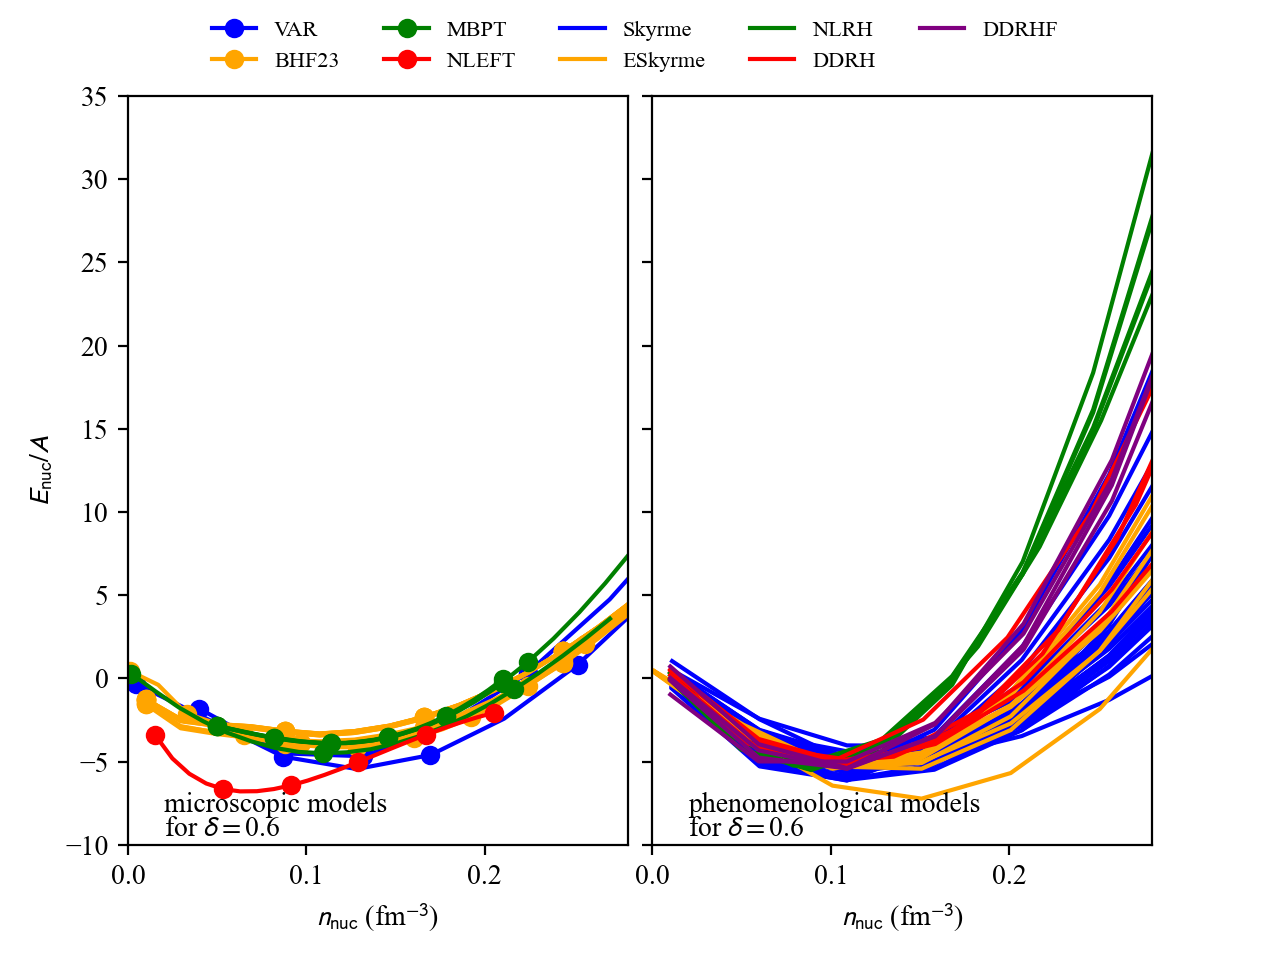 VAR MBPT Skyrme NLRH DDRHF
BHF23 NLEFT ESkyrme DDRH
35
30
25
20
15
10
5
0
−5
−10
E_nuc/A
microscopic models
for δ = 0.6
phenomenological models
for δ = 0.6
0.0 0.1 0.2
0.0 0.1 0.2
n_nuc (fm⁻³)
n_nuc (fm⁻³)